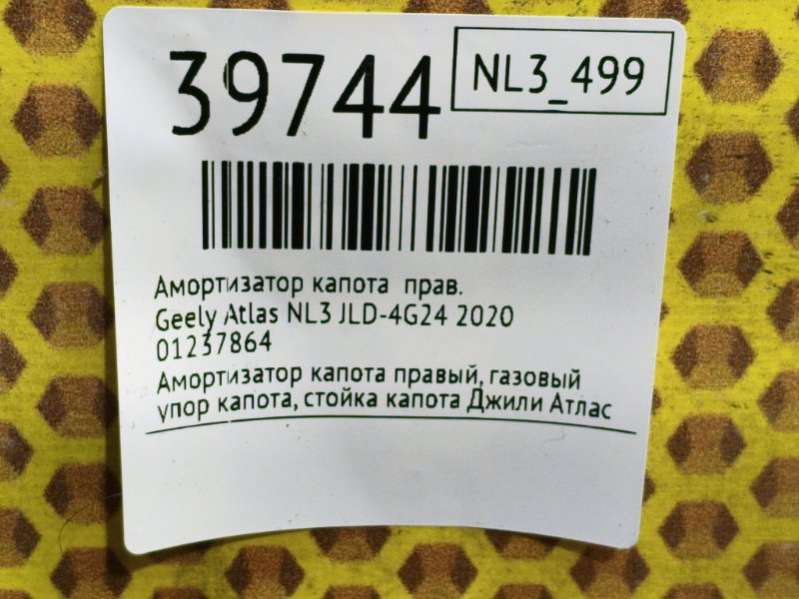 39744
NL3_499
Амортизатор капота прав.
Geely Atlas NL3 JLD-4G24 2020
01237864
Амортизатор капота правый, газовый
упор капота, стойка капота Джили Атлас